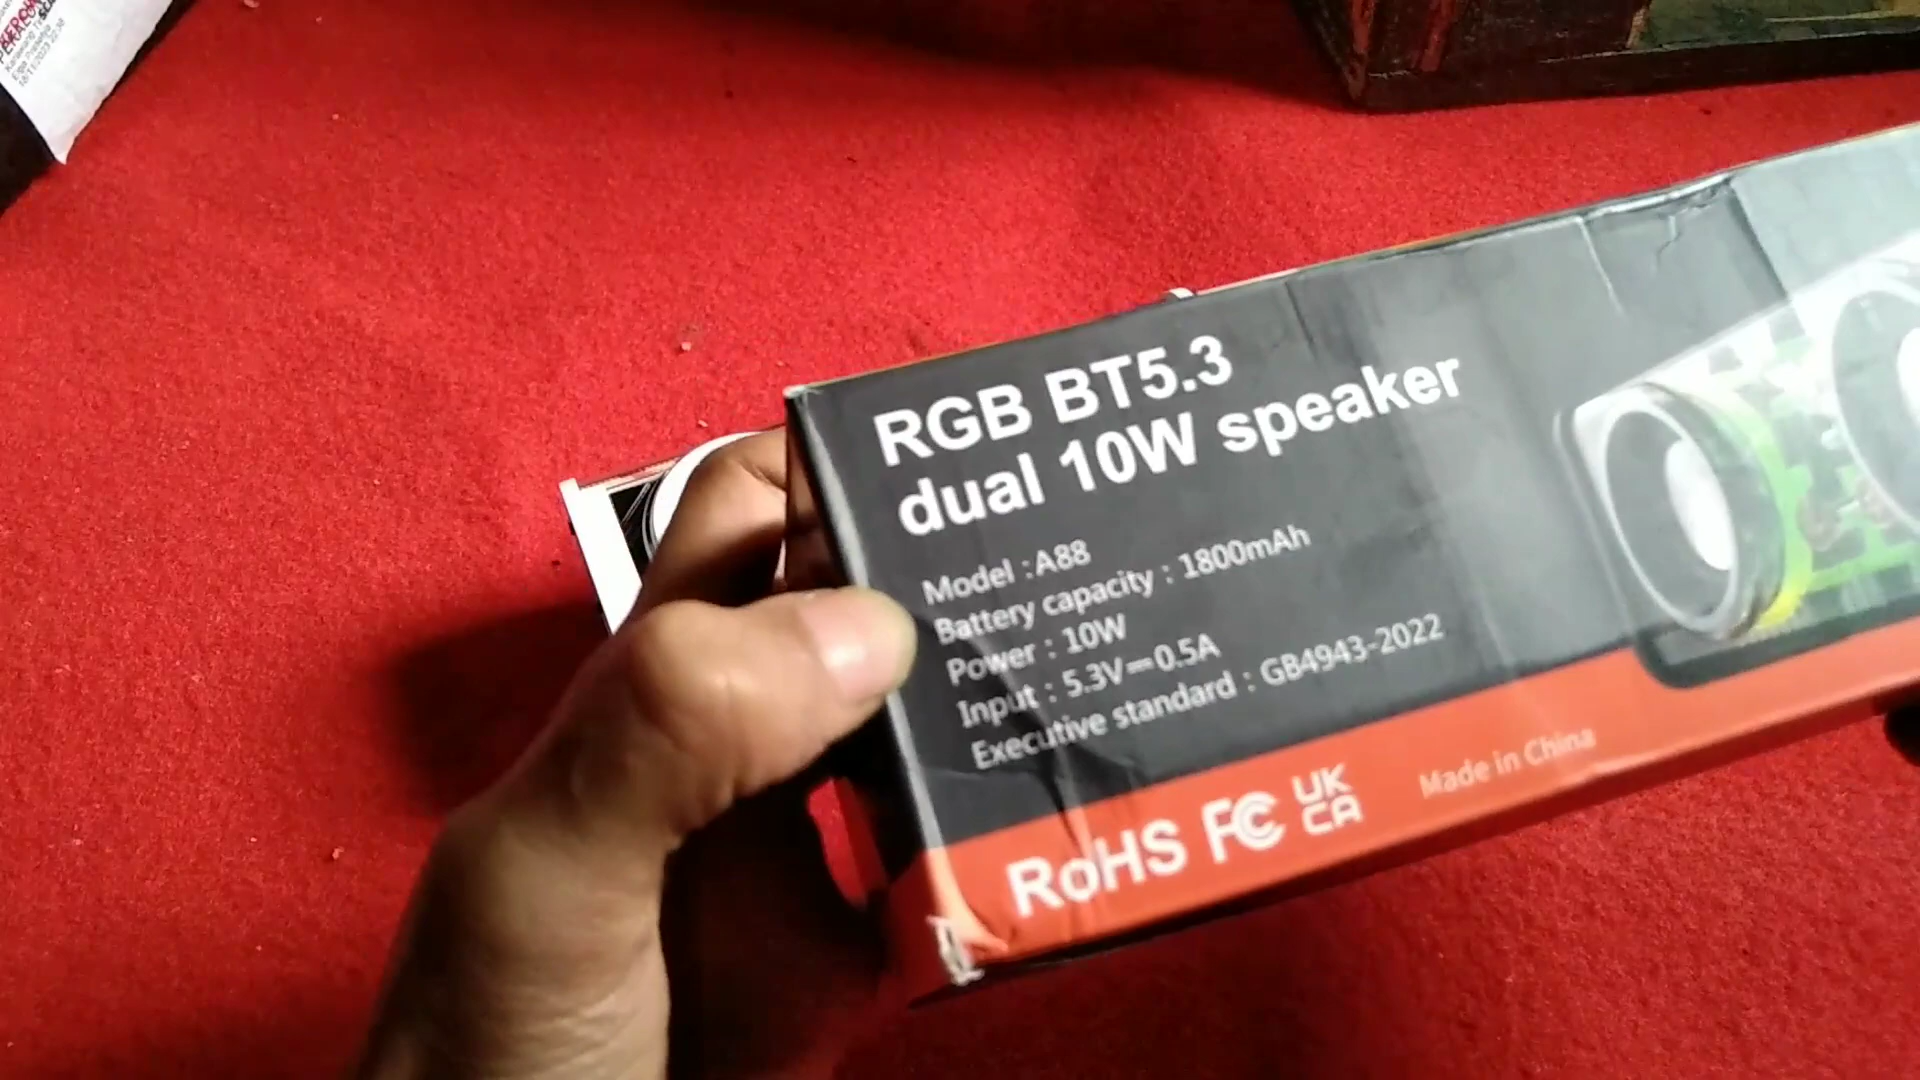 RGB BT5.3
dual 10W speaker
Model : A88
Battery capacity : 1800mAh
Power : 10W
Input : 5.3V⎓0.5A
Executive standard : GB4943-2022
RoHS FC UK
CA
Made in China